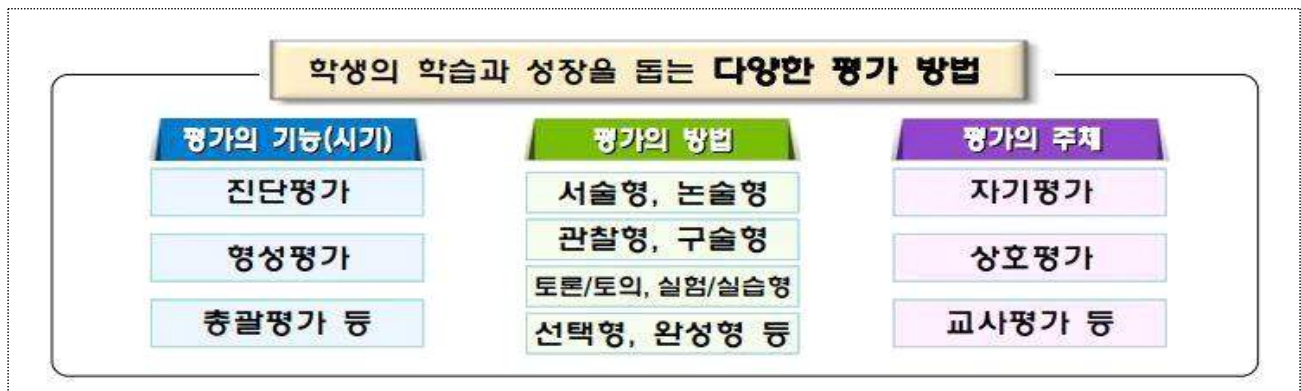 학생의 학습과 성장을 돕는 다양한 평가 방법
평가의 기능(시기)
진단평가
형성평가
총괄평가 등
평가의 방법
서술형, 논술형
관찰형, 구술형
토론/토의, 실험/실습형
선택형, 완성형 등
평가의 주체
자기평가
상호평가
교사평가 등